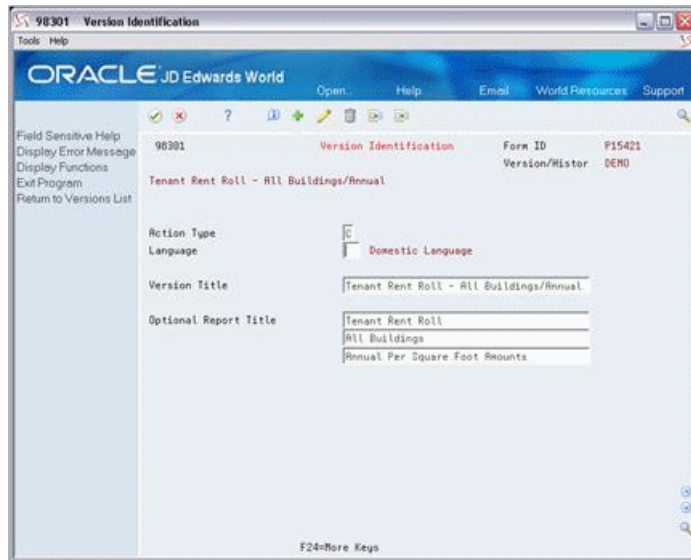 98301 Version Identification
Tools Help
ORACLE JD Edwards World
Open.. Help Email World Resources Support
Field Sensitive Help
Display Error Message
Display Functions
Exit Program
Return to Versions List
98301 Version Identification Form ID P15421
Version/Histor DEMO
Tenant Rent Roll - All Buildings/Annual
Action Type C
Language Domestic Language
Version Title Tenant Rent Roll - All Buildings/Annual
Optional Report Title Tenant Rent Roll
All Buildings
Annual Per Square Foot Amounts
F24=More Keys